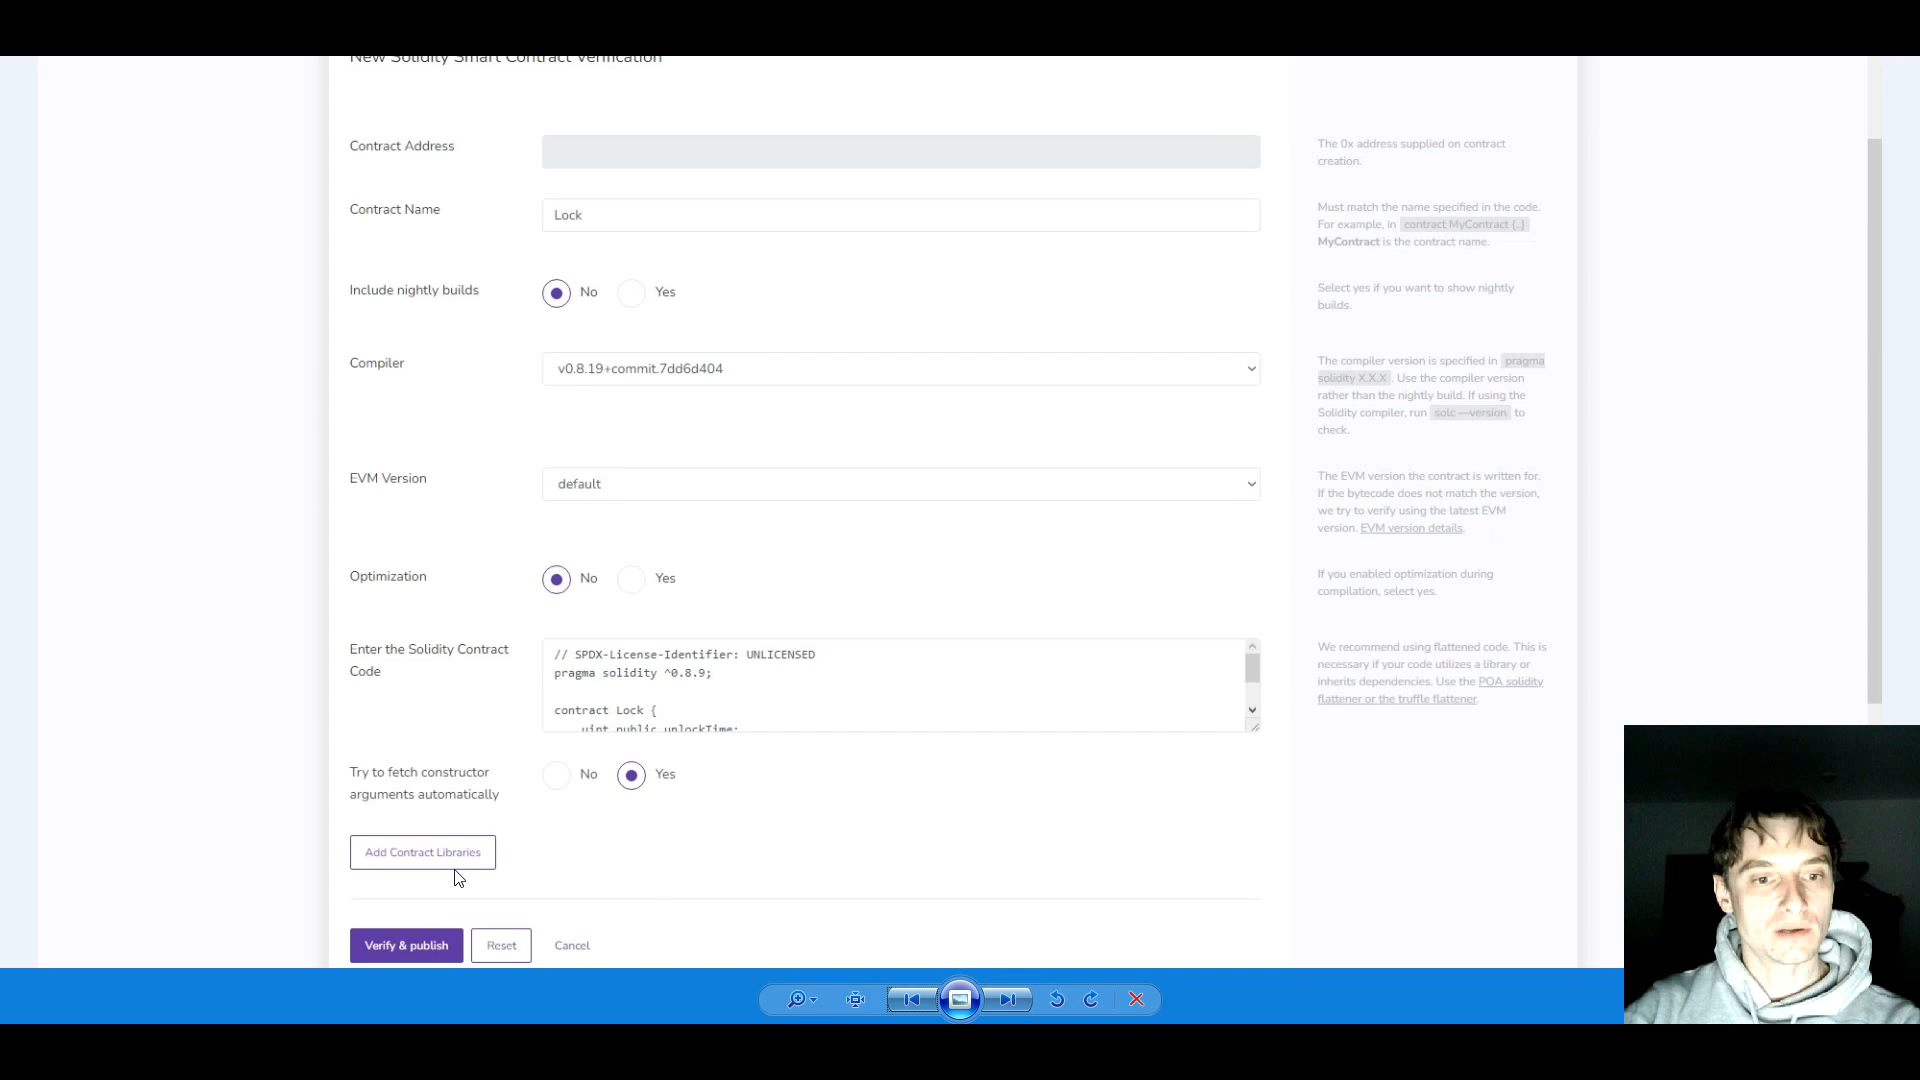 New Solidity Smart Contract Verification
Contract Address
The 0x address supplied on contract
creation.
Contract Name
Lock
Must match the name specified in the code.
For example, in contract MyContract {..}
MyContract is the contract name.
Include nightly builds
No
Yes
Select yes if you want to show nightly
builds.
Compiler
v0.8.19+commit.7dd6d404
The compiler version is specified in pragma
solidity X.X.X . Use the compiler version
rather than the nightly build. If using the
Solidity compiler, run solc —version to
check.
EVM Version
default
The EVM version the contract is written for.
If the bytecode does not match the version,
we try to verify using the latest EVM
version. EVM version details.
Optimization
No
Yes
If you enabled optimization during
compilation, select yes.
Enter the Solidity Contract
Code
// SPDX-License-Identifier: UNLICENSED
pragma solidity ^0.8.9;
contract Lock {
uint public unlockTime;
We recommend using flattened code. This is
necessary if your code utilizes a library or
inherits dependencies. Use the POA solidity
flattener or the truffle flattener.
Try to fetch constructor
arguments automatically
No
Yes
Add Contract Libraries
Verify & publish
Reset
Cancel